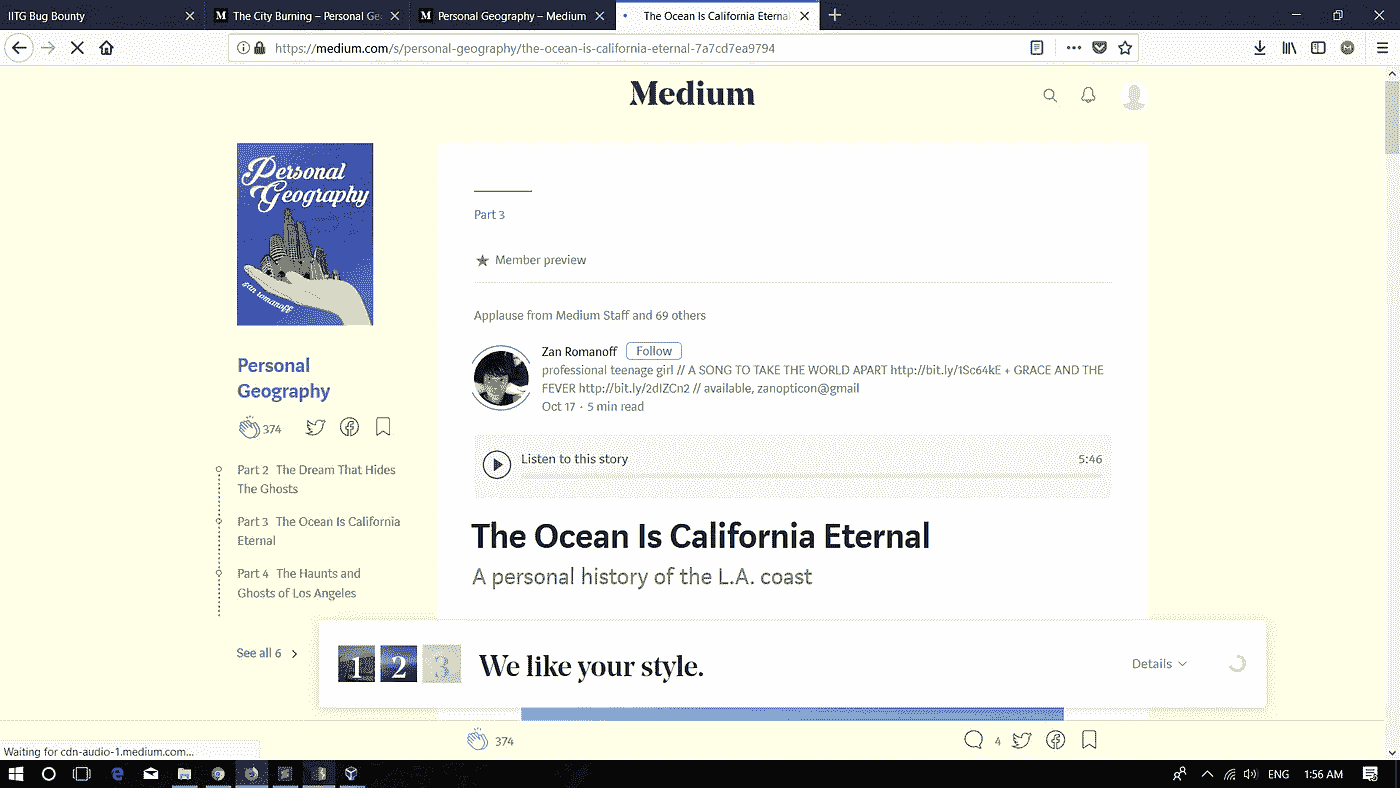 IITG Bug Bounty
The City Burning – Personal Ge
Personal Geography – Medium
The Ocean Is California Eternal
https://medium.com/s/personal-geography/the-ocean-is-california-eternal-7a7cd7ea9794
Medium
Personal
Geography
zan romanoff
Personal
Geography
374
Part 2 The Dream That Hides
The Ghosts
Part 3 The Ocean Is California
Eternal
Part 4 The Haunts and
Ghosts of Los Angeles
See all 6
Part 3
Member preview
Applause from Medium Staff and 69 others
Zan Romanoff Follow
professional teenage girl // A SONG TO TAKE THE WORLD APART http://bit.ly/1Sc64kE + GRACE AND THE
FEVER http://bit.ly/2dIZCn2 // available, zanopticon@gmail
Oct 17 · 5 min read
Listen to this story 5:46
The Ocean Is California Eternal
A personal history of the L.A. coast
1 2 3 We like your style. Details
374 4
Waiting for cdn-audio-1.medium.com...
ENG 1:56 AM